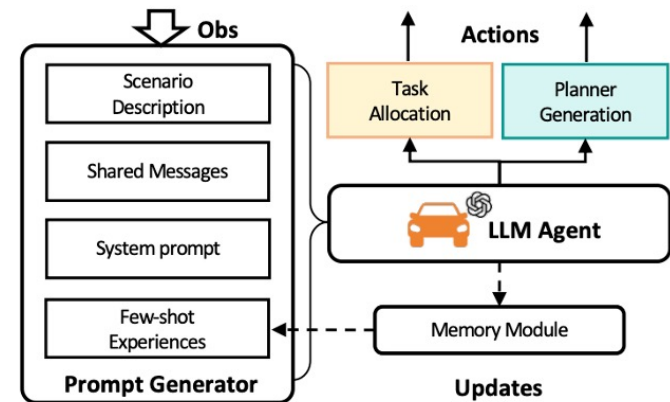 Obs
Scenario
Description
Shared Messages
System prompt
Few-shot
Experiences
Prompt Generator
Actions
Task
Allocation
Planner
Generation
LLM Agent
Memory Module
Updates